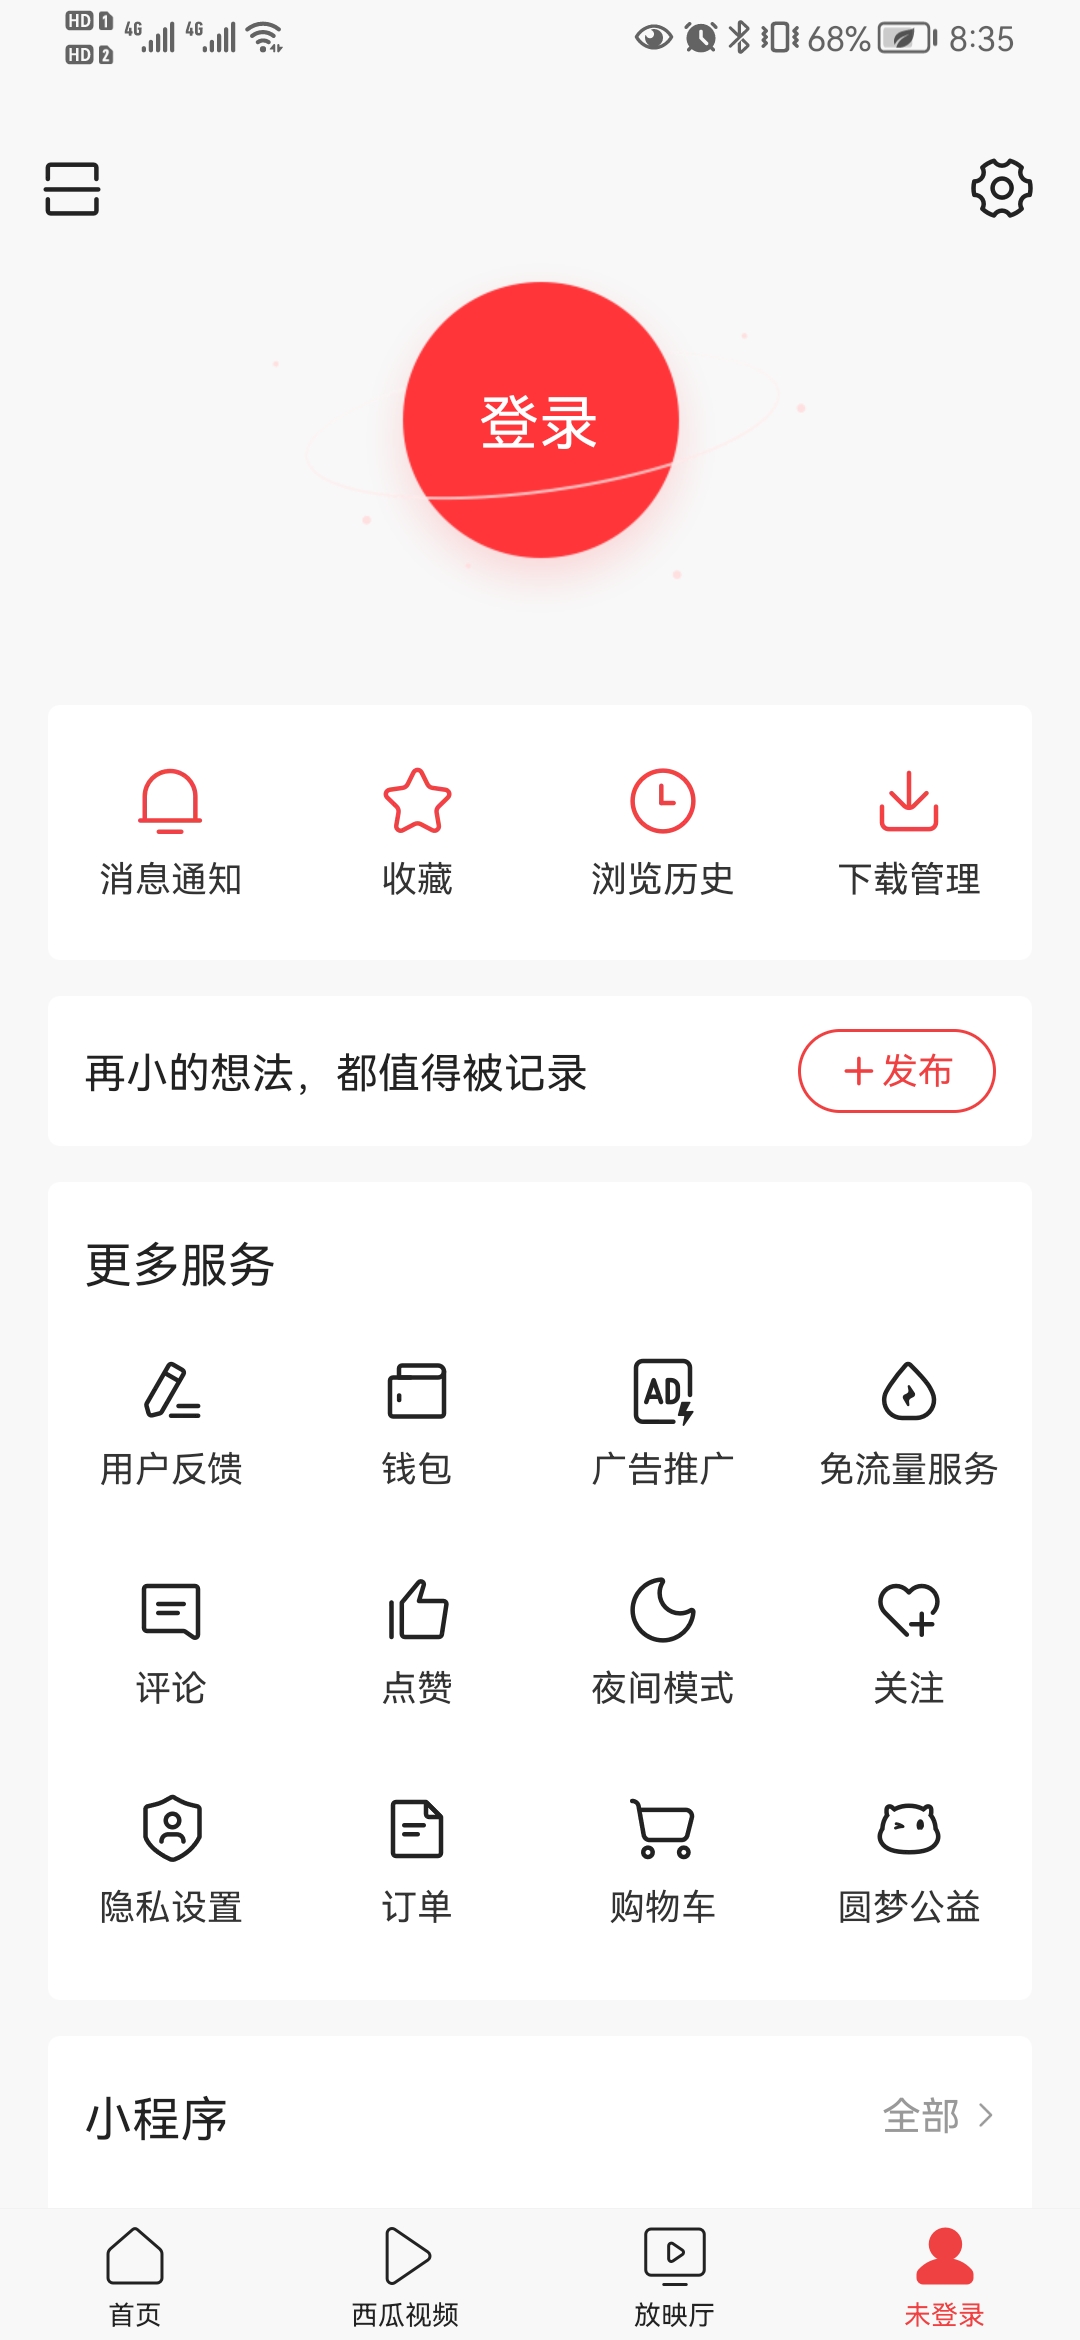 HD 1 4G 4G 68% 8:35
HD 2
登录
消息通知 收藏 浏览历史 下载管理
再小的想法，都值得被记录 +发布
更多服务
AD
用户反馈 钱包 广告推广 免流量服务
评论 点赞 夜间模式 关注
隐私设置 订单 购物车 圆梦公益
小程序 全部 >
首页 西瓜视频 放映厅 未登录